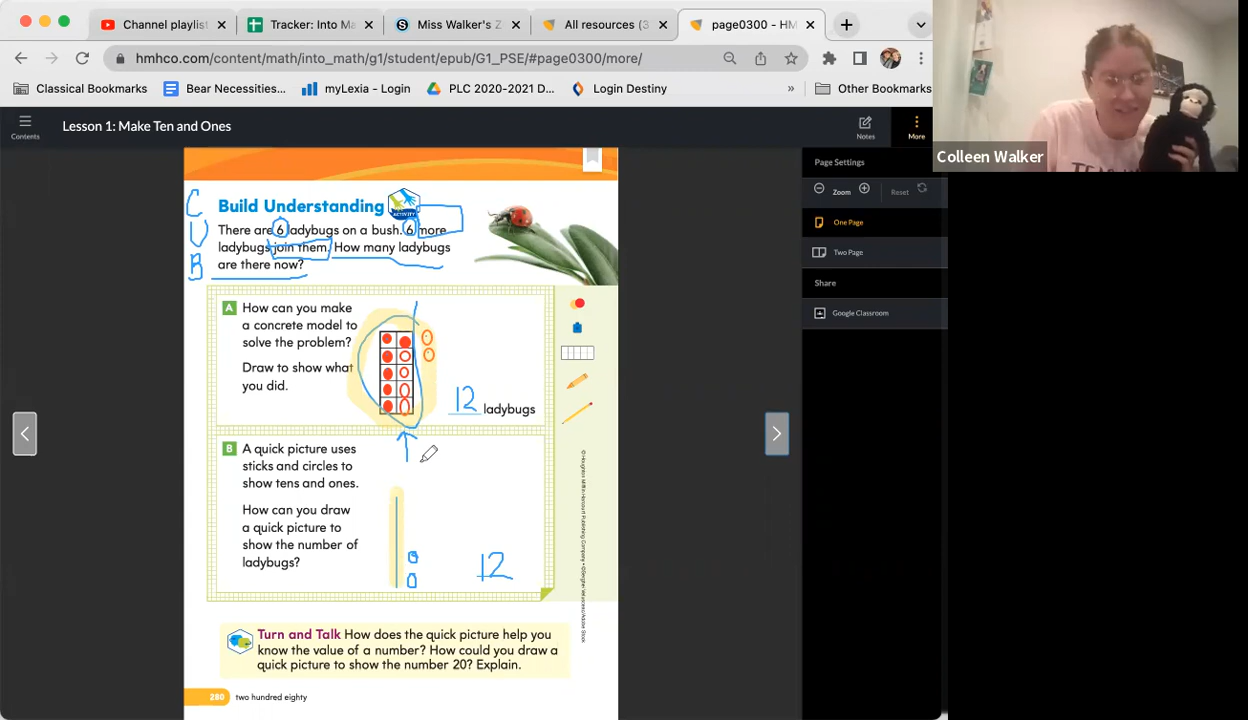 Channel playlist
Tracker: Into Ma
Miss Walker's Z
All resources (3
page0300 - HM
hmhco.com/content/math/into_math/g1/student/epub/G1_PSE/#page0300/more/
Classical Bookmarks
Bear Necessities...
myLexia - Login
PLC 2020-2021 D...
Login Destiny
»
Other Bookmarks
Contents
Lesson 1: Make Ten and Ones
Notes
More
Colleen Walker
Page Settings
Zoom
Reset
One Page
Two Page
Share
Google Classroom
C
U
B
Build Understanding
ACTIVITY
There are 6 ladybugs on a bush. 6 more
ladybugs join them. How many ladybugs
are there now?
A How can you make
a concrete model to
solve the problem?
Draw to show what
you did.
12 ladybugs
B A quick picture uses
sticks and circles to
show tens and ones.
How can you draw
a quick picture to
show the number of
ladybugs?
12
Turn and Talk How does the quick picture help you
know the value of a number? How could you draw a
quick picture to show the number 20? Explain.
280 two hundred eighty